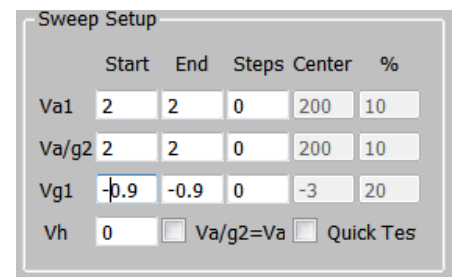 Sweep Setup
Start End Steps Center %
Va1 2 2 0 200 10
Va/g2 2 2 0 200 10
Vg1 -0.9 -0.9 0 -3 20
Vh 0 Va/g2=Va Quick Tes